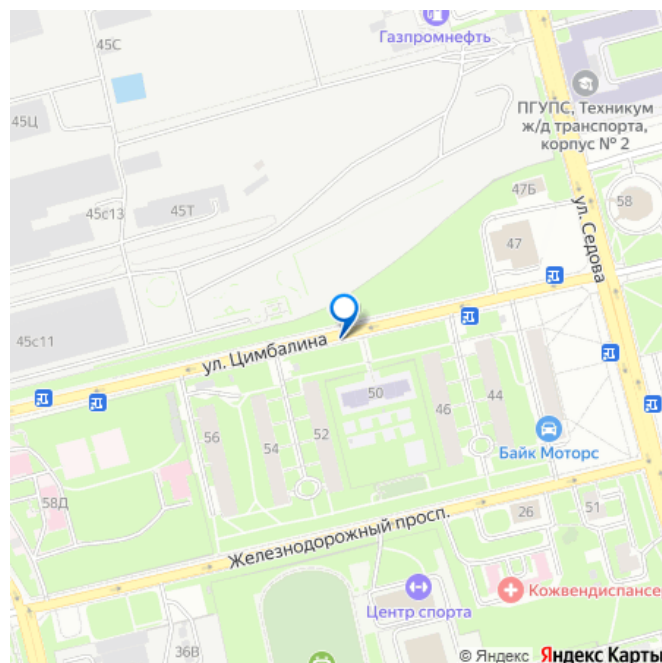 45С
Газпромнефть
45Ц
ПГУПС, Техникум
ж/д транспорта,
корпус № 2
47Б
58
45с13
45Т
ул. Седова
47
45с11
ул. Цимбалина
50
44
46
56
54
52
Байк Моторс
58Д
Железнодорожный просп.
26
51
Кожвендиспансе
Центр спорта
36В
© Яндекс Яндекс Карты